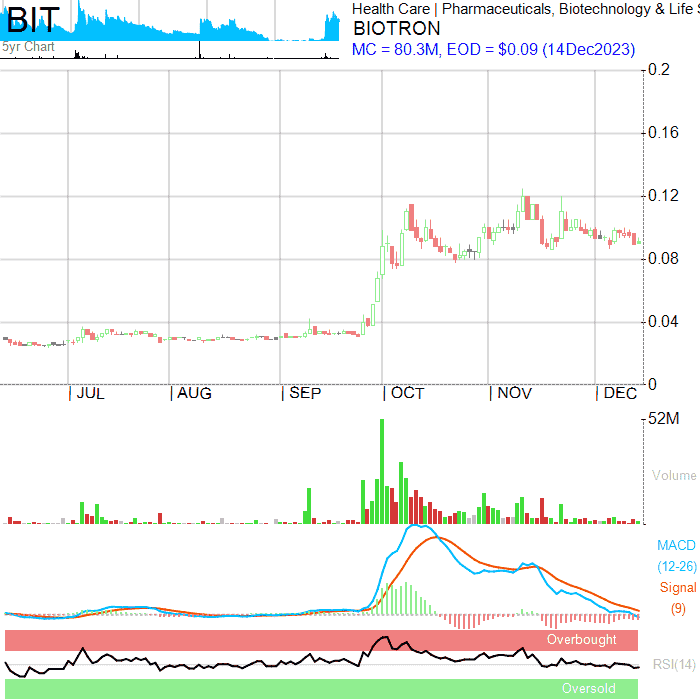 BIT
5yr Chart
Health Care | Pharmaceuticals, Biotechnology & Life
BIOTRON
MC = 80.3M, EOD = $0.09 (14Dec2023)
0.2
0.16
0.12
0.08
0.04
0
JUL AUG SEP OCT NOV DEC
52M
Volume
MACD
(12-26)
Signal
(9)
Overbought
RSI(14)
Oversold